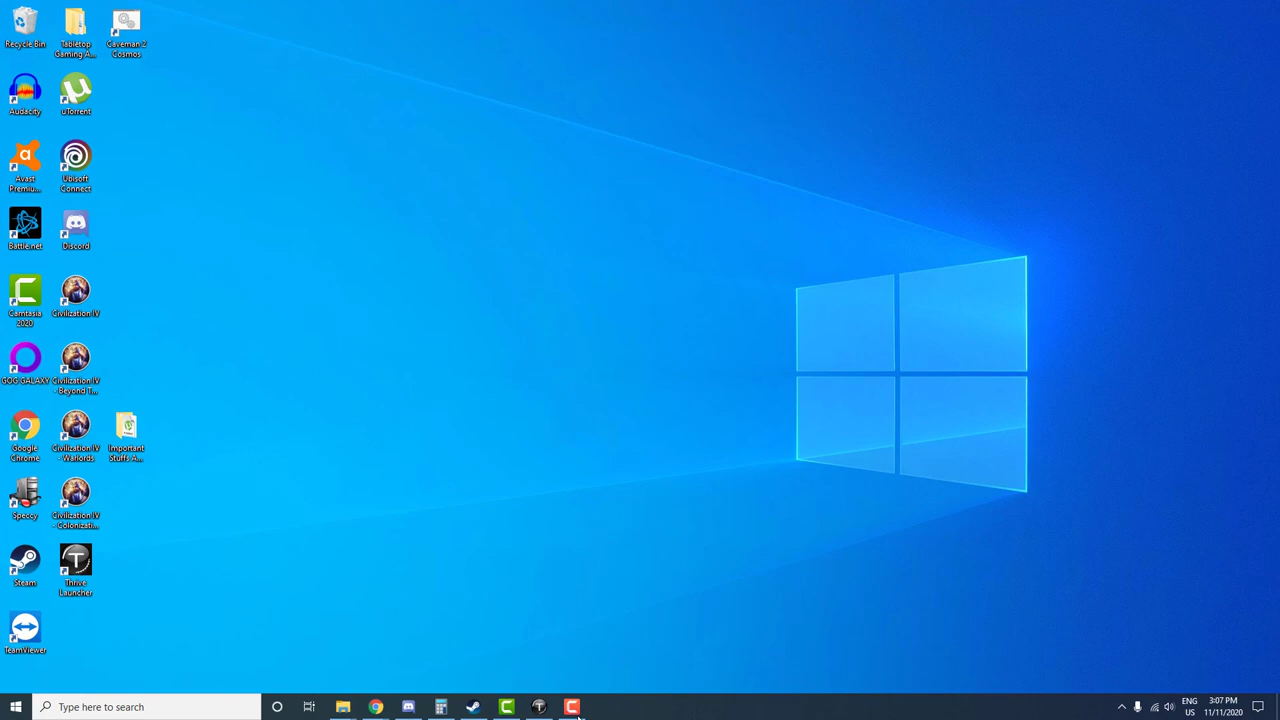 Recycle Bin
Tabletop
Gaming A...
Caveman 2
Cosmos
Audacity
uTorrent
Avast
Premiu...
Ubisoft
Connect
Battle.net
Discord
Camtasia
2020
Civilization IV
GOG GALAXY
Civilization IV
- Beyond T...
Google
Chrome
Civilization IV
- Warlords
Important
Stuffs A...
Speccy
Civilization IV
- Colonizati...
Steam
Thrive
Launcher
TeamViewer
Type here to search
ENG
US
3:07 PM
11/11/2020